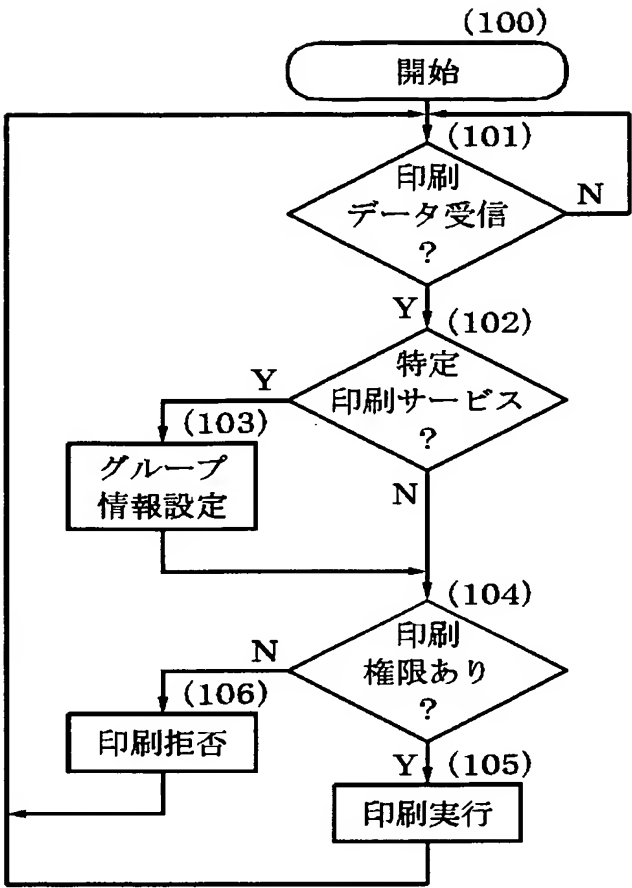 (100)
開始
(101)
印刷
データ受信
?
N
Y
(102)
特定
印刷サービス
?
Y
(103)
グループ
情報設定
N
(104)
印刷
権限あり
?
N
(106)
印刷拒否
Y
(105)
印刷実行